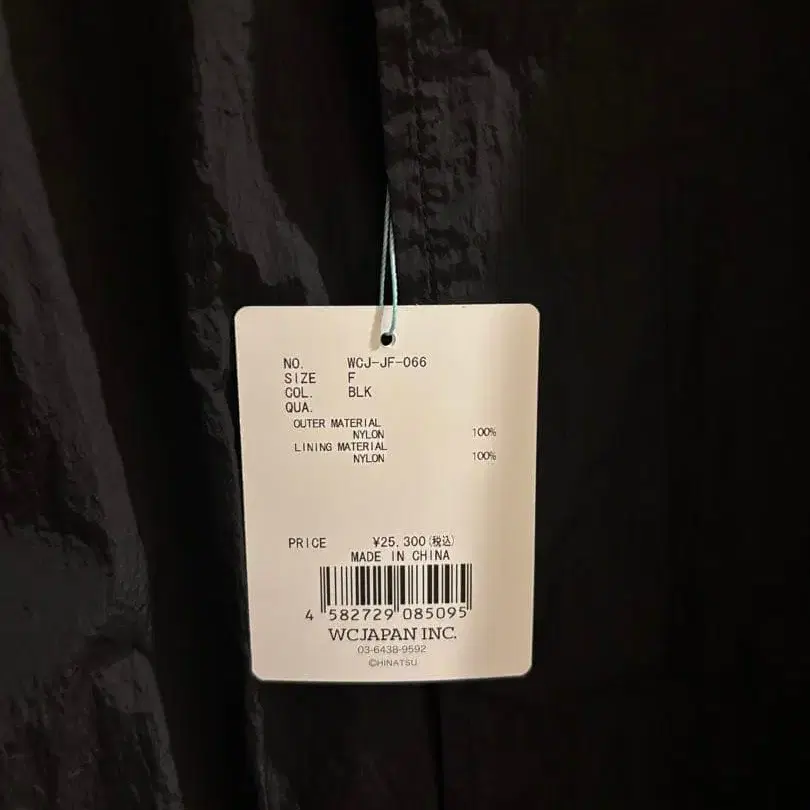 NO. WCJ-JF-066
SIZE F
COL. BLK
QUA.
OUTER MATERIAL
NYLON 100%
LINING MATERIAL
NYLON 100%
PRICE ¥25,300(税込)
MADE IN CHINA
4 582729 085095
WCJAPAN INC.
03-6438-9592
©HINATSU